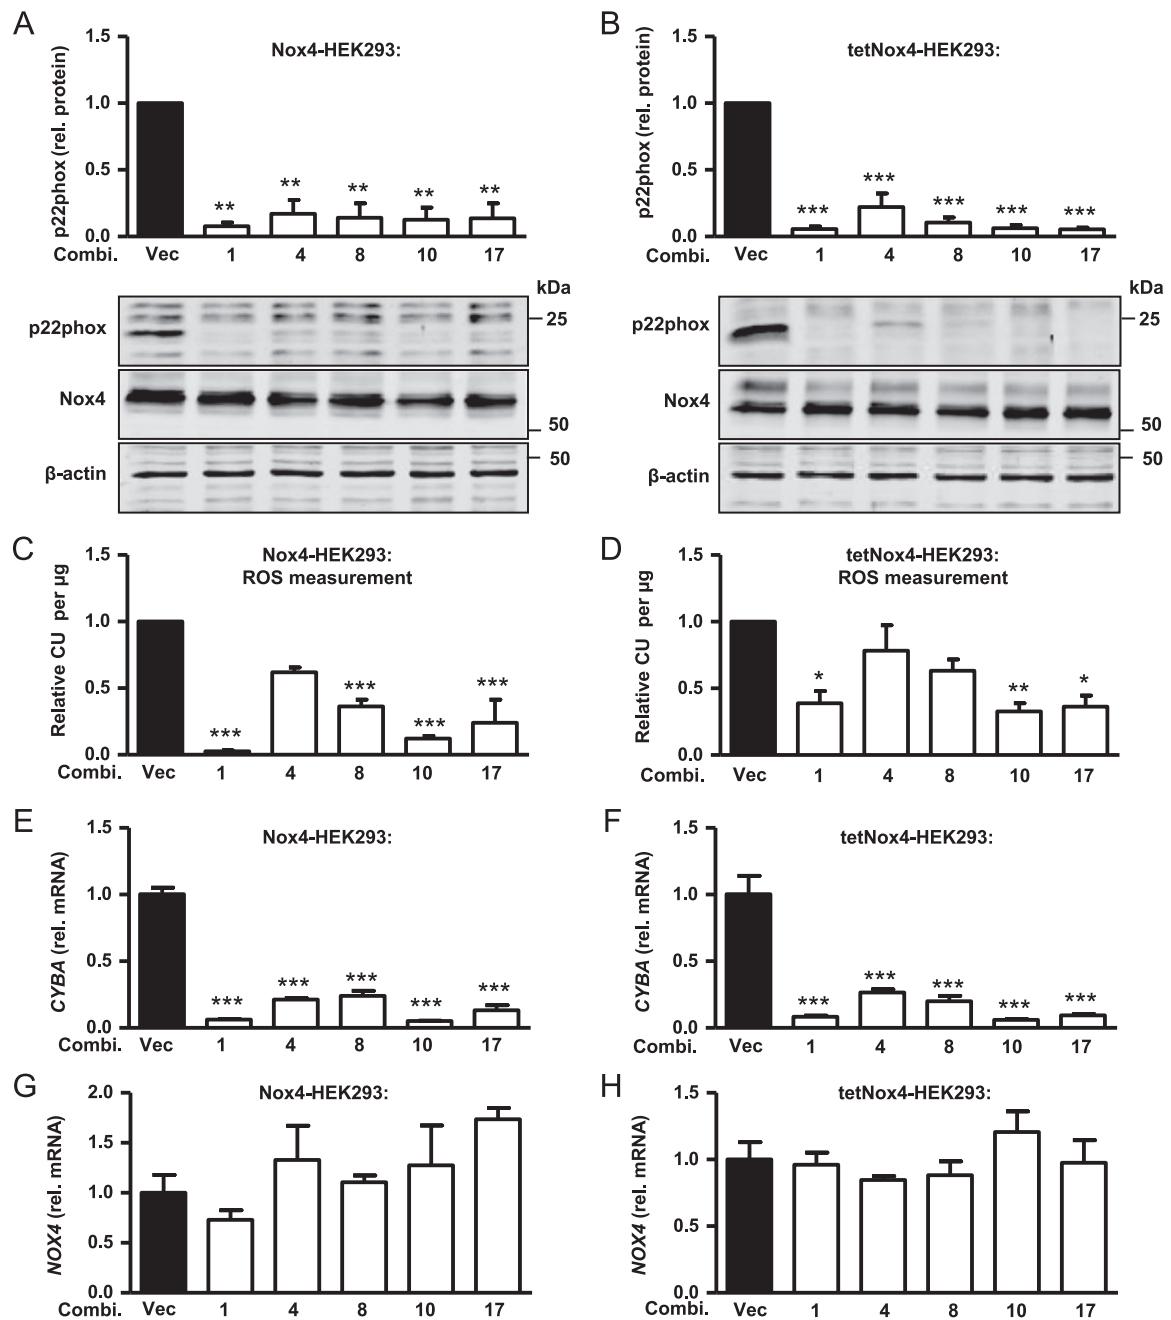 A
Nox4-HEK293:
p22phox (rel. protein)
1.5
1.0
0.5
0.0
** ** ** ** **
Combi. Vec 1 4 8 10 17
kDa
p22phox
25
Nox4
50
β-actin
50
B
tetNox4-HEK293:
p22phox (rel. protein)
1.5
1.0
0.5
0.0
*** *** *** *** ***
Combi. Vec 1 4 8 10 17
kDa
p22phox
25
Nox4
50
β-actin
50
C
Nox4-HEK293:
ROS measurement
Relative CU per µg
1.5
1.0
0.5
0.0
*** *** *** ***
Combi. Vec 1 4 8 10 17
D
tetNox4-HEK293:
ROS measurement
Relative CU per µg
1.5
1.0
0.5
0.0
* ** *
Combi. Vec 1 4 8 10 17
E
Nox4-HEK293:
CYBA (rel. mRNA)
1.5
1.0
0.5
0.0
*** *** *** *** ***
Combi. Vec 1 4 8 10 17
F
tetNox4-HEK293:
CYBA (rel. mRNA)
1.5
1.0
0.5
0.0
*** *** *** *** ***
Combi. Vec 1 4 8 10 17
G
Nox4-HEK293:
NOX4 (rel. mRNA)
2.0
1.5
1.0
0.5
0.0
Combi. Vec 1 4 8 10 17
H
tetNox4-HEK293:
NOX4 (rel. mRNA)
1.5
1.0
0.5
0.0
Combi. Vec 1 4 8 10 17